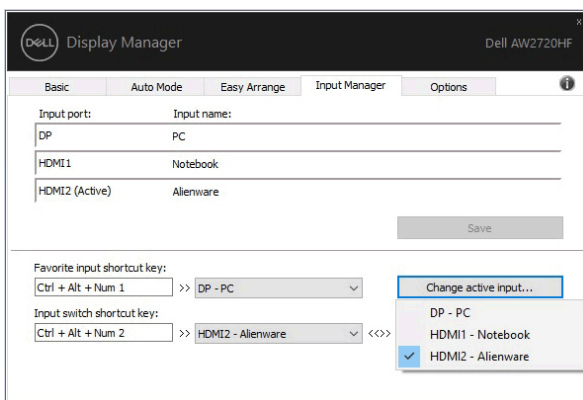 DELL Display Manager Dell AW2720HF
Basic Auto Mode Easy Arrange Input Manager Options
Input port: Input name:
DP PC
HDMI1 Notebook
HDMI2 (Active) Alienware
Save
Favorite input shortcut key:
Ctrl + Alt + Num 1 >> DP - PC Change active input...
Input switch shortcut key:
DP - PC
Ctrl + Alt + Num 2 >> HDMI2 - Alienware <<>> HDMI1 - Notebook
HDMI2 - Alienware